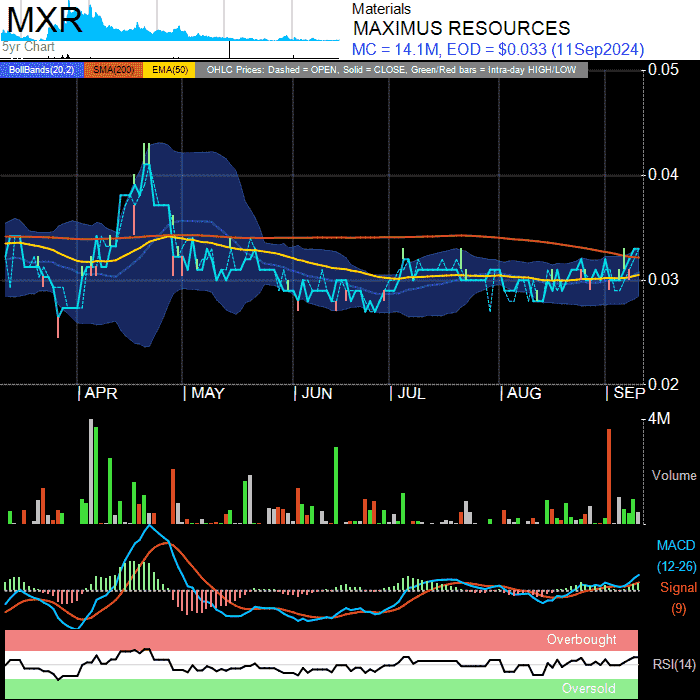 MXR
5yr Chart
Materials
MAXIMUS RESOURCES
MC = 14.1M, EOD = $0.033 (11Sep2024)
BollBands(20,2) SMA(200) EMA(50) OHLC Prices: Dashed = OPEN, Solid = CLOSE, Green/Red bars = Intra-day HIGH/LOW
0.05
0.04
0.03
0.02
APR MAY JUN JUL AUG SEP
4M
Volume
MACD
(12-26)
Signal
(9)
Overbought
RSI(14)
Oversold